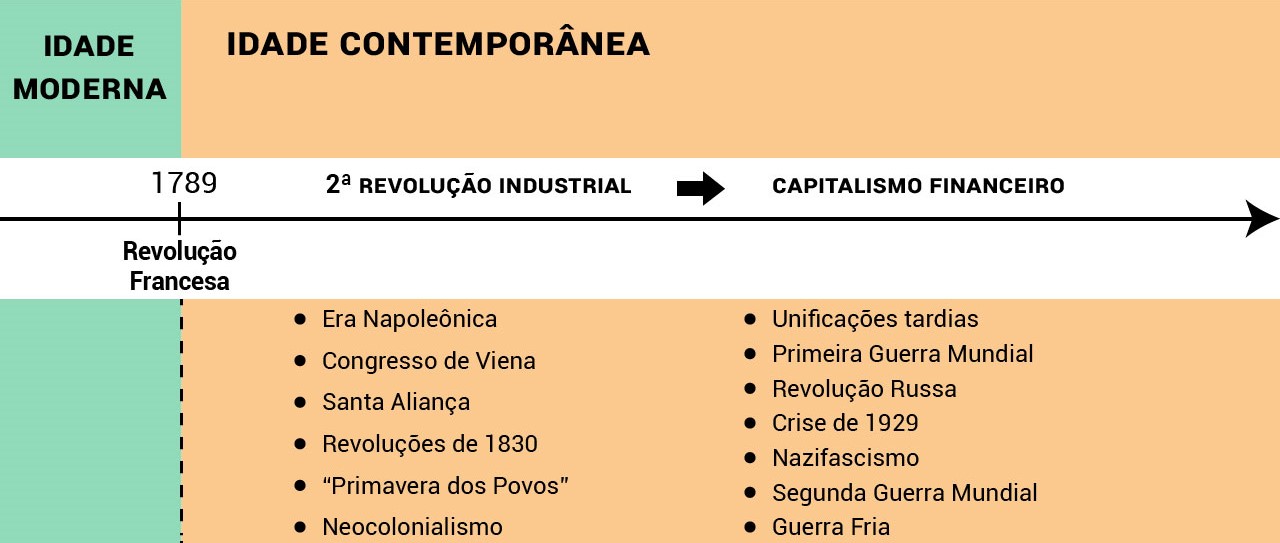 IDADE
MODERNA
IDADE CONTEMPORÂNEA
1789
2ª REVOLUÇÃO INDUSTRIAL
CAPITALISMO FINANCEIRO
Revolução
Francesa
• Era Napoleônica
• Congresso de Viena
• Santa Aliança
• Revoluções de 1830
• “Primavera dos Povos”
• Neocolonialismo
• Unificações tardias
• Primeira Guerra Mundial
• Revolução Russa
• Crise de 1929
• Nazifascismo
• Segunda Guerra Mundial
• Guerra Fria